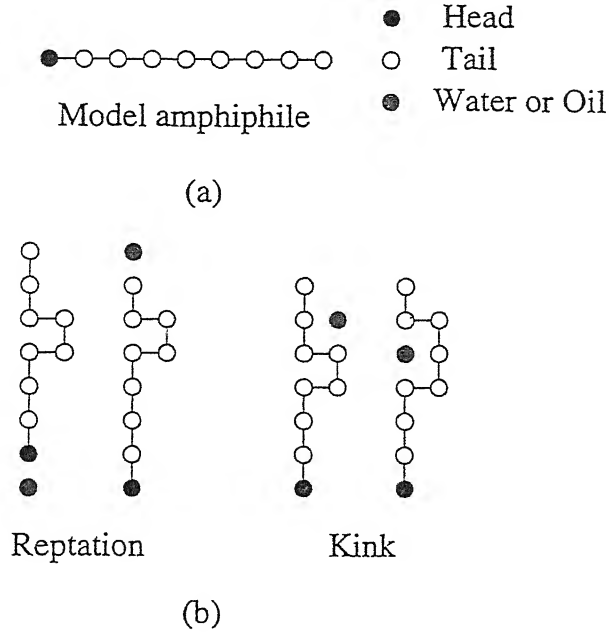 Head
Tail
Water or Oil
Model amphiphile
(a)
Reptation
Kink
(b)